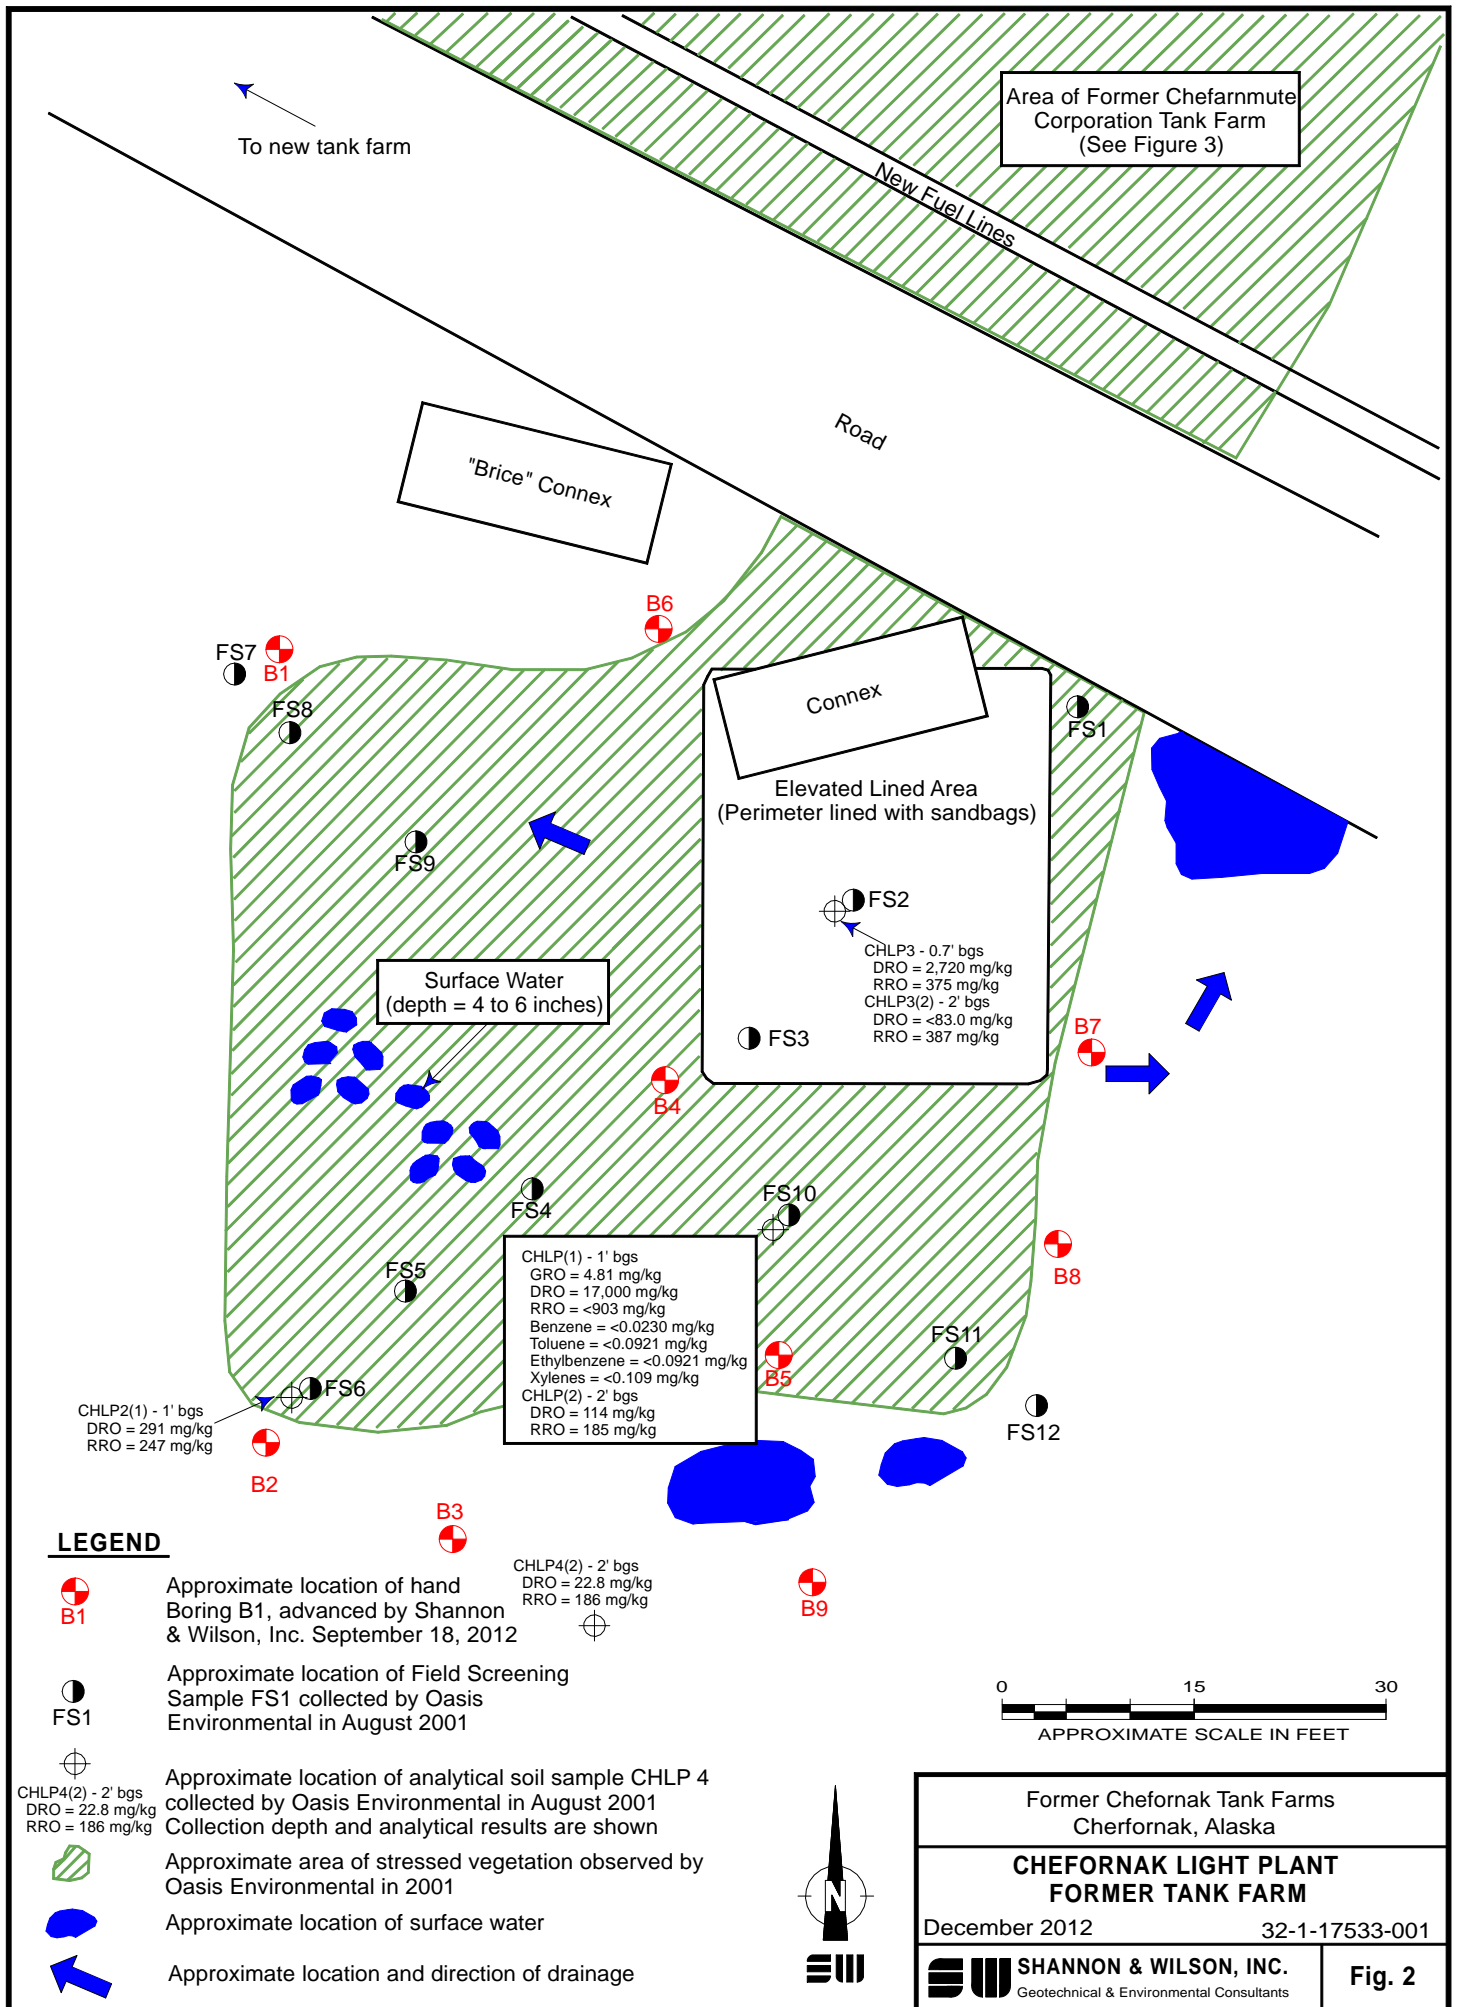 Area of Former Chefarnmute
Corporation Tank Farm
(See Figure 3)
To new tank farm
New Fuel Lines
Road
"Brice" Connex
B6
FS7
B1
FS8
Connex
FS1
Elevated Lined Area
(Perimeter lined with sandbags)
FS9
FS2
CHLP3 - 0.7' bgs
DRO = 2,720 mg/kg
RRO = 375 mg/kg
CHLP3(2) - 2' bgs
DRO = <83.0 mg/kg
RRO = 387 mg/kg
Surface Water
(depth = 4 to 6 inches)
FS3
B7
B4
FS10
FS4
B8
FS5
CHLP(1) - 1' bgs
GRO = 4.81 mg/kg
DRO = 17,000 mg/kg
RRO = <903 mg/kg
Benzene = <0.0230 mg/kg
Toluene = <0.0921 mg/kg
Ethylbenzene = <0.0921 mg/kg
Xylenes = <0.109 mg/kg
CHLP(2) - 2' bgs
DRO = 114 mg/kg
RRO = 185 mg/kg
FS11
B5
FS6
CHLP2(1) - 1' bgs
DRO = 291 mg/kg
RRO = 247 mg/kg
FS12
B2
B3
CHLP4(2) - 2' bgs
DRO = 22.8 mg/kg
RRO = 186 mg/kg
B9
LEGEND
B1
Approximate location of hand
Boring B1, advanced by Shannon
& Wilson, Inc. September 18, 2012
FS1
Approximate location of Field Screening
Sample FS1 collected by Oasis
Environmental in August 2001
CHLP4(2) - 2' bgs
DRO = 22.8 mg/kg
RRO = 186 mg/kg
Approximate location of analytical soil sample CHLP 4
collected by Oasis Environmental in August 2001
Collection depth and analytical results are shown
Approximate area of stressed vegetation observed by
Oasis Environmental in 2001
Approximate location of surface water
Approximate location and direction of drainage
0 15 30
APPROXIMATE SCALE IN FEET
N
SW
Former Chefornak Tank Farms
Cherfornak, Alaska
CHEFORNAK LIGHT PLANT
FORMER TANK FARM
December 2012 32-1-17533-001
SW SHANNON & WILSON, INC.
Geotechnical & Environmental Consultants
Fig. 2